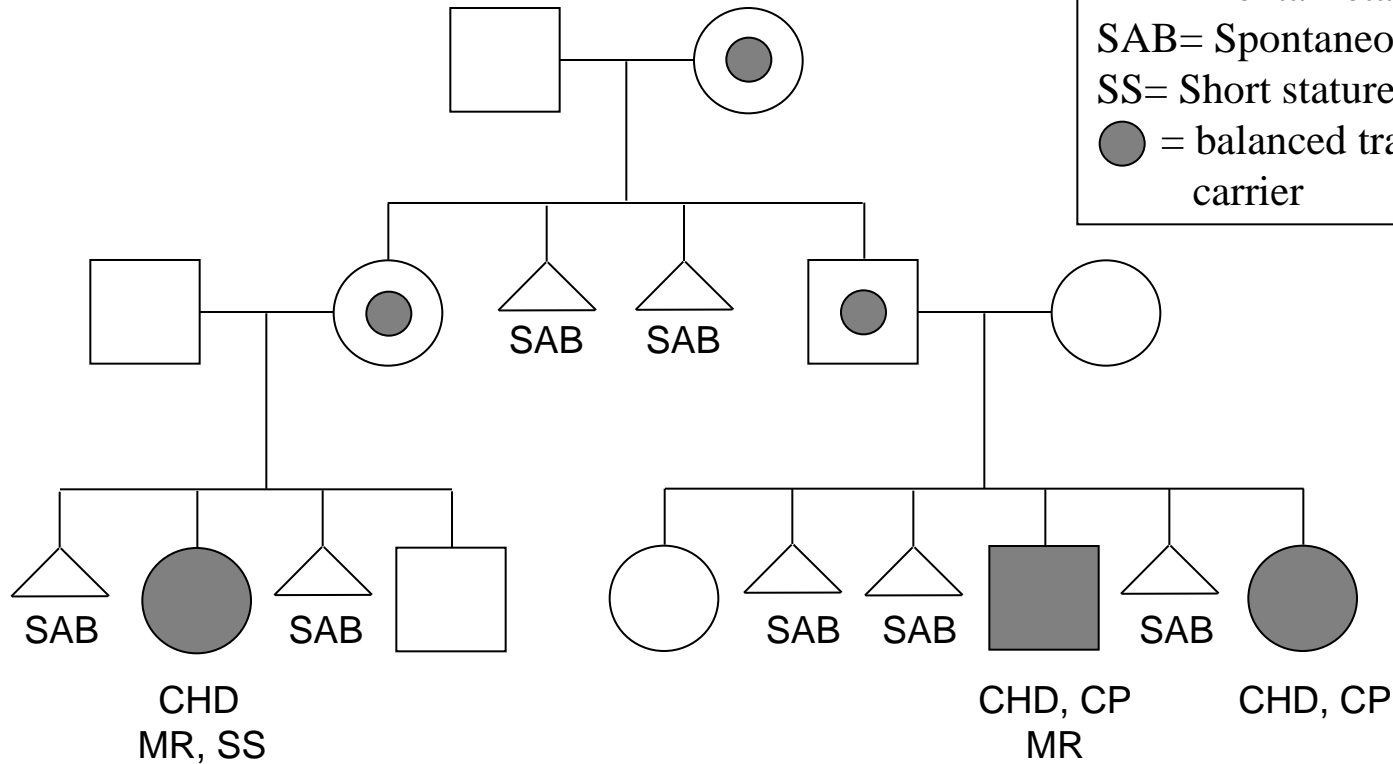 SAB= Spontaneo
SS= Short stature
= balanced tra
carrier
SAB SAB
SAB SAB SAB SAB SAB
CHD CHD, CP CHD, CP
MR, SS MR